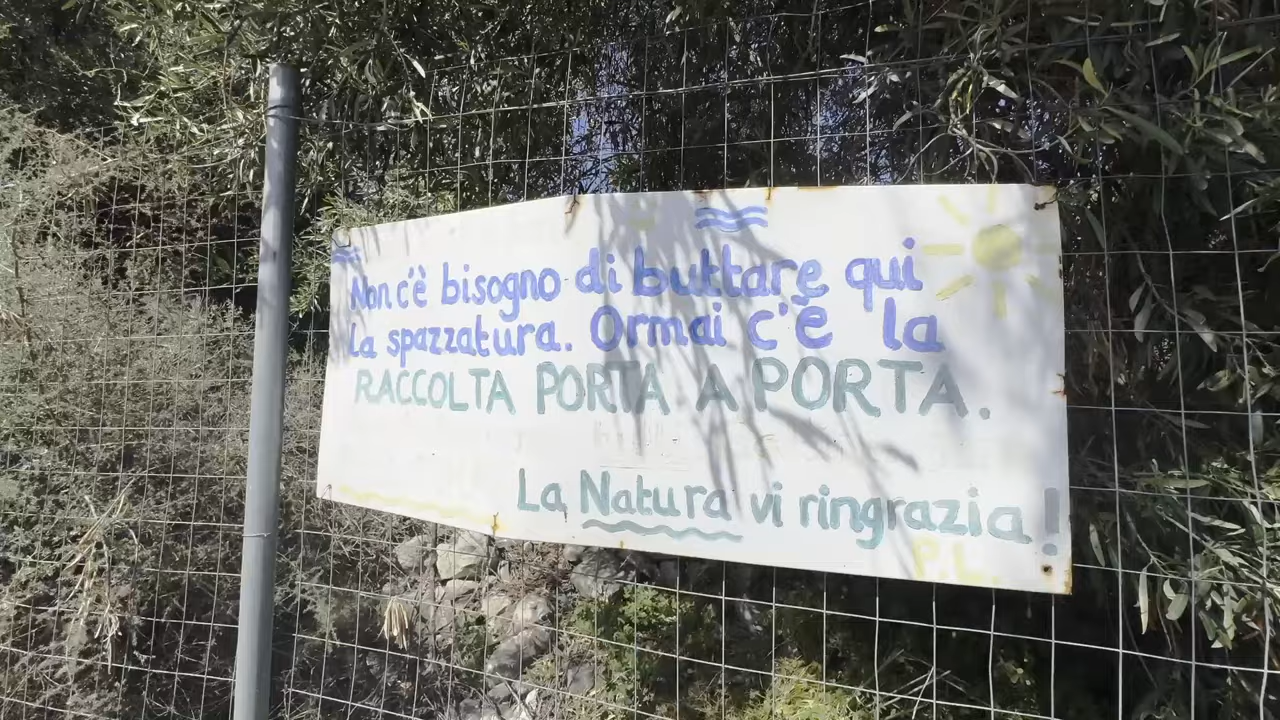 Non c'è bisogno di buttare qui
la spazzatura. Ormai c'è la
RACCOLTA PORTA A PORTA.
La Natura vi ringrazia!
P.L.